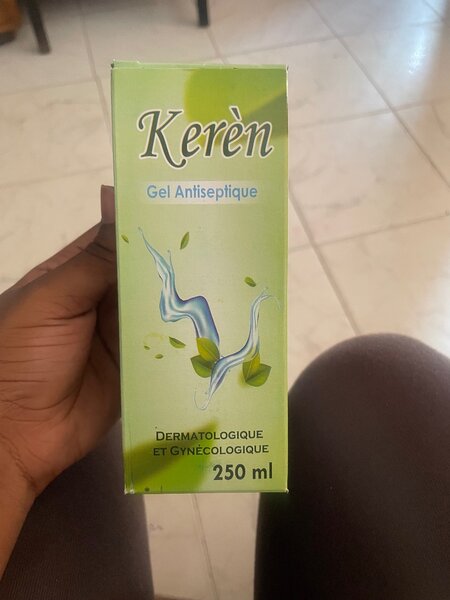 Kerèn
Gel Antiseptique
DERMATOLOGIQUE
ET GYNÉCOLOGIQUE
250 ml